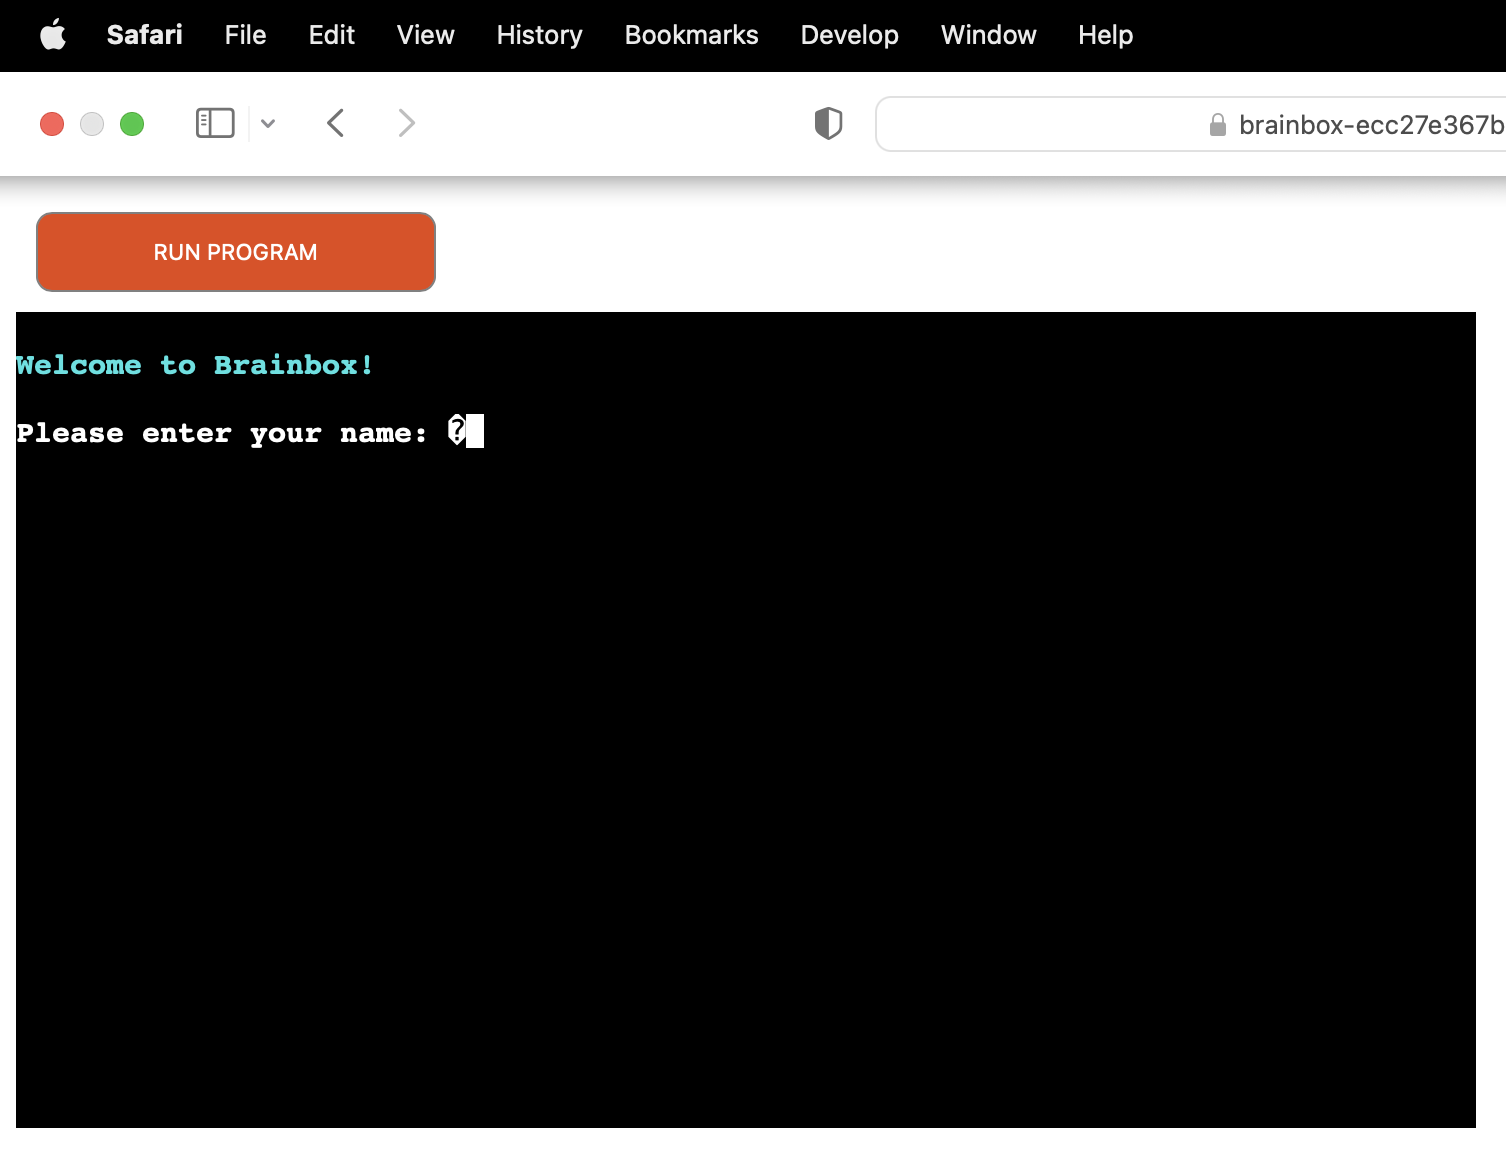 Safari File Edit View History Bookmarks Develop Window Help
brainbox-ecc27e367b
RUN PROGRAM
Welcome to Brainbox!
Please enter your name: �